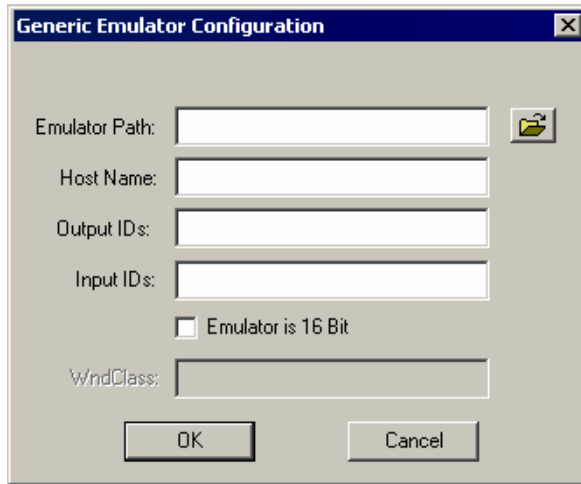 Generic Emulator Configuration
Emulator Path:
Host Name:
Output IDs:
Input IDs:
Emulator is 16 Bit
WndClass:
OK Cancel